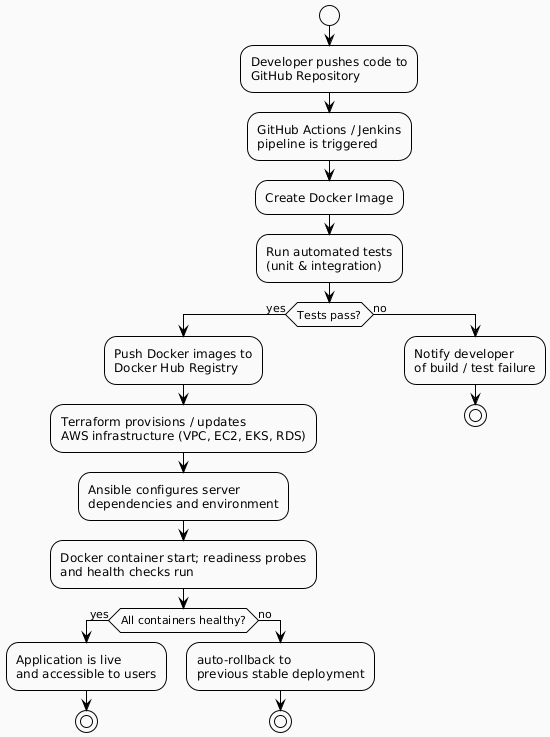 Developer pushes code to
GitHub Repository
GitHub Actions / Jenkins
pipeline is triggered
Create Docker Image
Run automated tests
(unit & integration)
yes
Tests pass?
no
Push Docker images to
Docker Hub Registry
Notify developer
of build / test failure
Terraform provisions / updates
AWS infrastructure (VPC, EC2, EKS, RDS)
Ansible configures server
dependencies and environment
Docker container start; readiness probes
and health checks run
yes
All containers healthy?
no
Application is live
and accessible to users
auto-rollback to
previous stable deployment